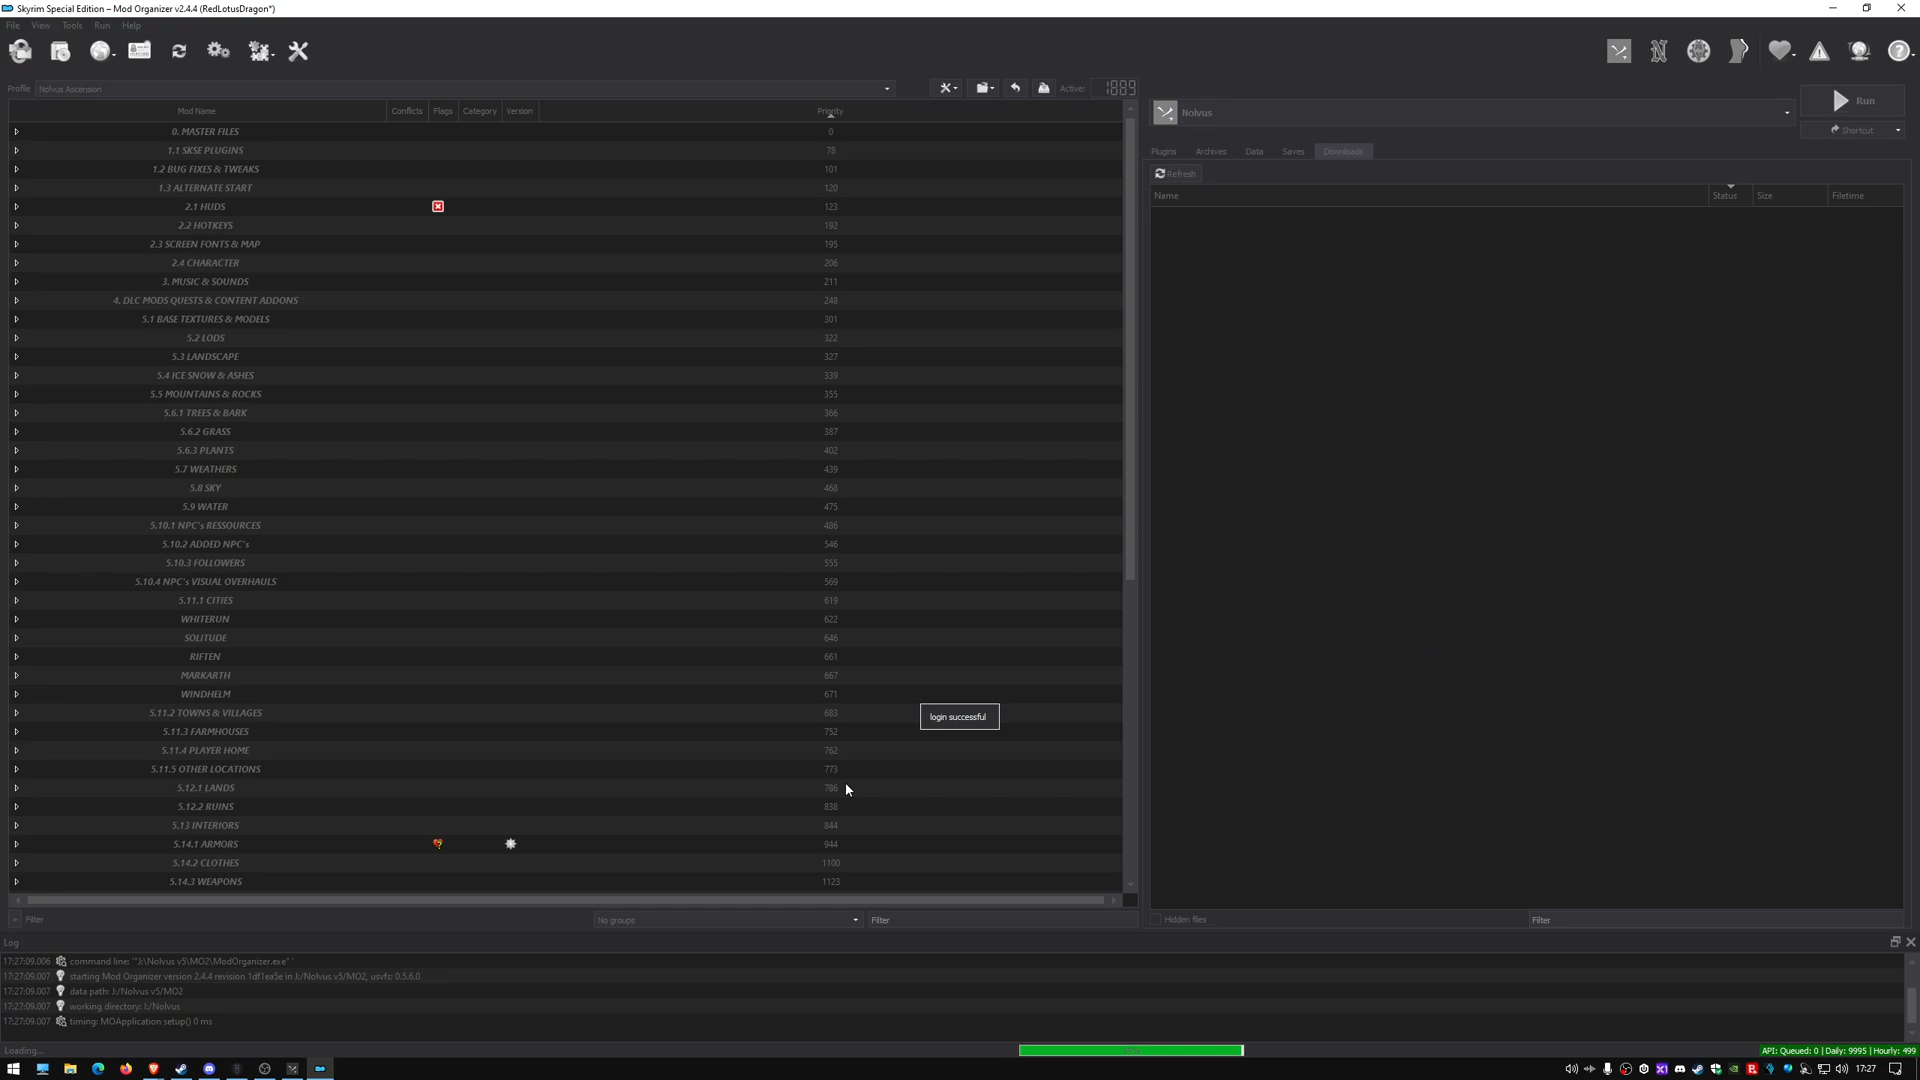 Skyrim Special Edition – Mod Organizer v2.4.4 (RedLotusDragon*)
File View Tools Run Help
Profile Nolvus Ascension Active: 1889
Mod Name Conflicts Flags Category Version Priority
0. MASTER FILES 0
1.1 SKSE PLUGINS 78
1.2 BUG FIXES & TWEAKS 101
1.3 ALTERNATE START 120
2.1 HUDS 123
2.2 HOTKEYS 192
2.3 SCREEN FONTS & MAP 195
2.4 CHARACTER 206
3. MUSIC & SOUNDS 211
4. DLC MODS QUESTS & CONTENT ADDONS 248
5.1 BASE TEXTURES & MODELS 301
5.2 LODS 322
5.3 LANDSCAPE 327
5.4 ICE SNOW & ASHES 339
5.5 MOUNTAINS & ROCKS 355
5.6.1 TREES & BARK 366
5.6.2 GRASS 387
5.6.3 PLANTS 402
5.7 WEATHERS 439
5.8 SKY 468
5.9 WATER 475
5.10.1 NPC's RESSOURCES 486
5.10.2 ADDED NPC's 546
5.10.3 FOLLOWERS 555
5.10.4 NPC's VISUAL OVERHAULS 569
5.11.1 CITIES 619
WHITERUN 622
SOLITUDE 646
RIFTEN 661
MARKARTH 667
WINDHELM 671
5.11.2 TOWNS & VILLAGES 683
5.11.3 FARMHOUSES 752
5.11.4 PLAYER HOME 762
5.11.5 OTHER LOCATIONS 773
5.12.1 LANDS 786
5.12.2 RUINS 838
5.13 INTERIORS 844
5.14.1 ARMORS 944
5.14.2 CLOTHES 1100
5.14.3 WEAPONS 1123
login successful
Filter No groups Filter
Nolvus
Run
Shortcut
Plugins Archives Data Saves Downloads
Refresh
Name Status Size Filetime
Hidden files Filter
Log
17:27:09.006 command line: '"J:\Nolvus v5\MO2\ModOrganizer.exe" '
17:27:09.007 starting Mod Organizer version 2.4.4 revision 1df1ea5e in J:/Nolvus v5/MO2, usvfs: 0.5.6.0
17:27:09.007 data path: J:/Nolvus v5/MO2
17:27:09.007 working directory: I:/Nolvus
17:27:09.007 timing: MOApplication setup() 0 ms
Loading...
API: Queued: 0 | Daily: 9995 | Hourly: 499
17:27